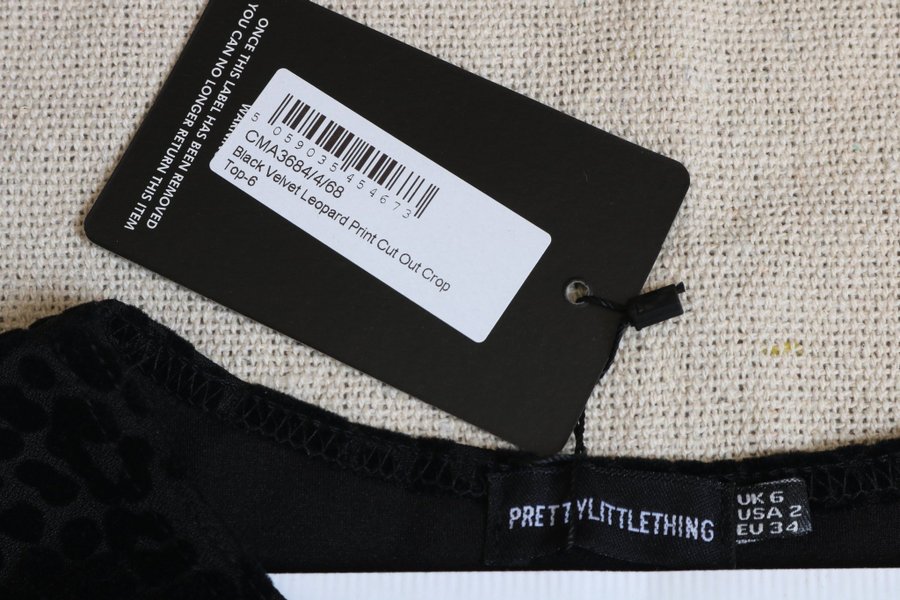 ONCE THIS LABEL HAS BEEN REMOVED
YOU CAN NO LONGER RETURN THIS ITEM
5 059035 454673
CMA3684/4/68
Black Velvet Leopard Print Cut Out Crop
Top-6
PRETTYLITTLETHING
UK 6
USA 2
EU 34